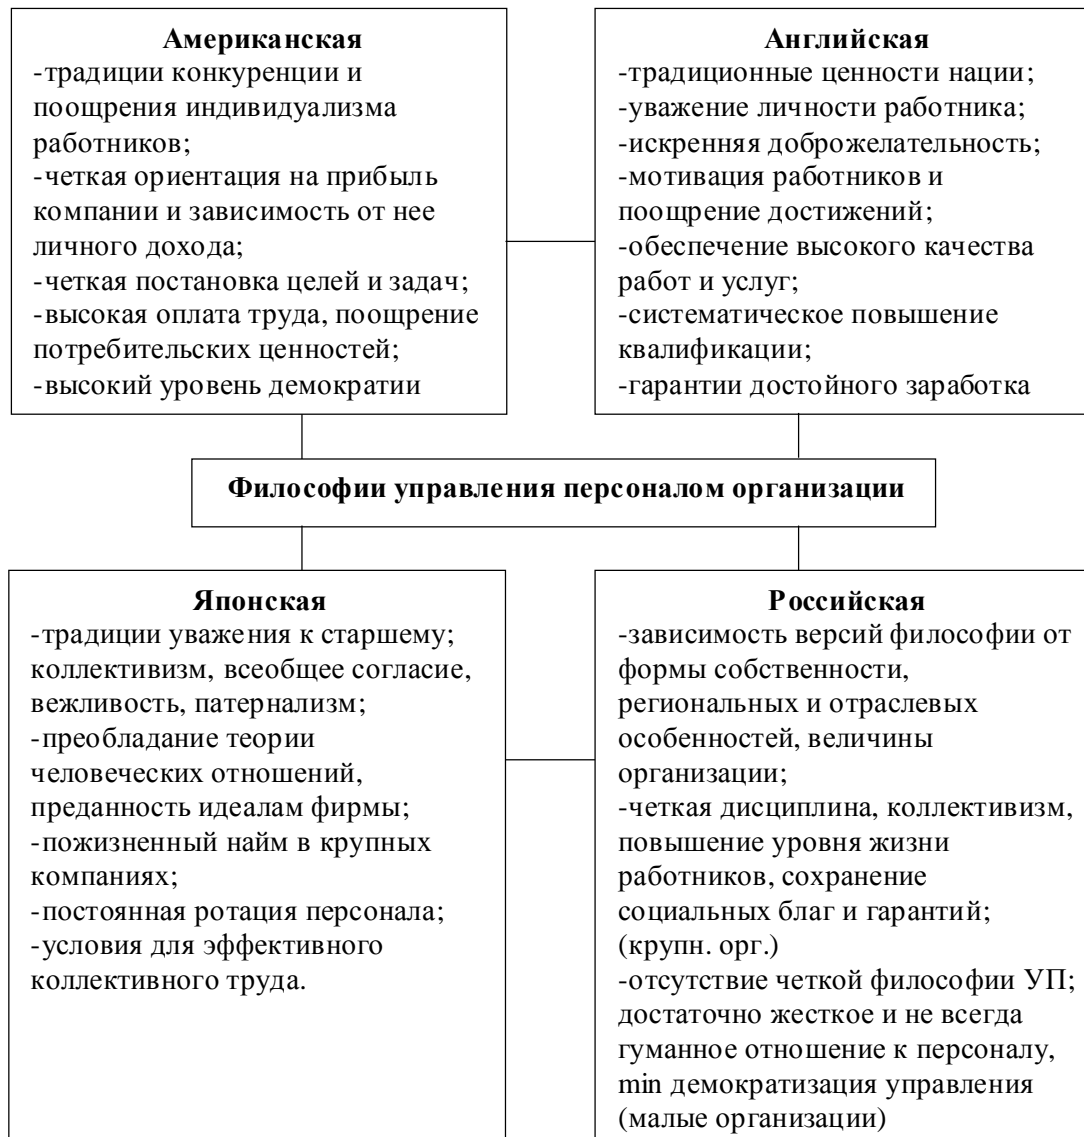 Американская
-традиции конкуренции и
поощрения индивидуализма
работников;
-четкая ориентация на прибыль
компании и зависимость от нее
личного дохода;
-четкая постановка целей и задач;
-высокая оплата труда, поощрение
потребительских ценностей;
-высокий уровень демократии
Английская
-традиционные ценности нации;
-уважение личности работника;
-искренняя доброжелательность;
-мотивация работников и
поощрение достижений;
-обеспечение высокого качества
работ и услуг;
-систематическое повышение
квалификации;
-гарантии достойного заработка
Философии управления персоналом организации
Японская
-традиции уважения к старшему;
коллективизм, всеобщее согласие,
вежливость, патернализм;
-преобладание теории
человеческих отношений,
преданность идеалам фирмы;
-пожизненный найм в крупных
компаниях;
-постоянная ротация персонала;
-условия для эффективного
коллективного труда.
Российская
-зависимость версий философии от
формы собственности,
региональных и отраслевых
особенностей, величины
организации;
-четкая дисциплина, коллективизм,
повышение уровня жизни
работников, сохранение
социальных благ и гарантий;
(крупн. орг.)
-отсутствие четкой философии УП;
достаточно жесткое и не всегда
гуманное отношение к персоналу,
min демократизация управления
(малые организации)